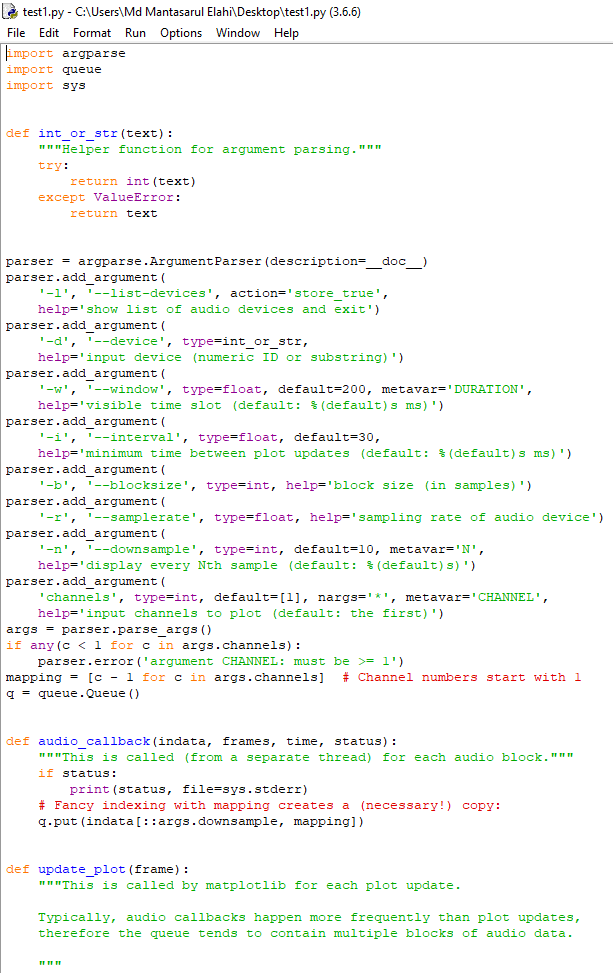 test1.py - C:\Users\Md Mantasarul Elahi\Desktop\test1.py (3.6.6)
File Edit Format Run Options Window Help
import argparse
import queue
import sys


def int_or_str(text):
    """Helper function for argument parsing."""
    try:
        return int(text)
    except ValueError:
        return text


parser = argparse.ArgumentParser(description=__doc__)
parser.add_argument(
    '-l', '--list-devices', action='store_true',
    help='show list of audio devices and exit')
parser.add_argument(
    '-d', '--device', type=int_or_str,
    help='input device (numeric ID or substring)')
parser.add_argument(
    '-w', '--window', type=float, default=200, metavar='DURATION',
    help='visible time slot (default: %(default)s ms)')
parser.add_argument(
    '-i', '--interval', type=float, default=30,
    help='minimum time between plot updates (default: %(default)s ms)')
parser.add_argument(
    '-b', '--blocksize', type=int, help='block size (in samples)')
parser.add_argument(
    '-r', '--samplerate', type=float, help='sampling rate of audio device')
parser.add_argument(
    '-n', '--downsample', type=int, default=10, metavar='N',
    help='display every Nth sample (default: %(default)s)')
parser.add_argument(
    'channels', type=int, default=[1], nargs='*', metavar='CHANNEL',
    help='input channels to plot (default: the first)')
args = parser.parse_args()
if any(c < 1 for c in args.channels):
    parser.error('argument CHANNEL: must be >= 1')
mapping = [c - 1 for c in args.channels]  # Channel numbers start with 1
q = queue.Queue()


def audio_callback(indata, frames, time, status):
    """This is called (from a separate thread) for each audio block."""
    if status:
        print(status, file=sys.stderr)
    # Fancy indexing with mapping creates a (necessary!) copy:
    q.put(indata[::args.downsample, mapping])


def update_plot(frame):
    """This is called by matplotlib for each plot update.

    Typically, audio callbacks happen more frequently than plot updates,
    therefore the queue tends to contain multiple blocks of audio data.

    """